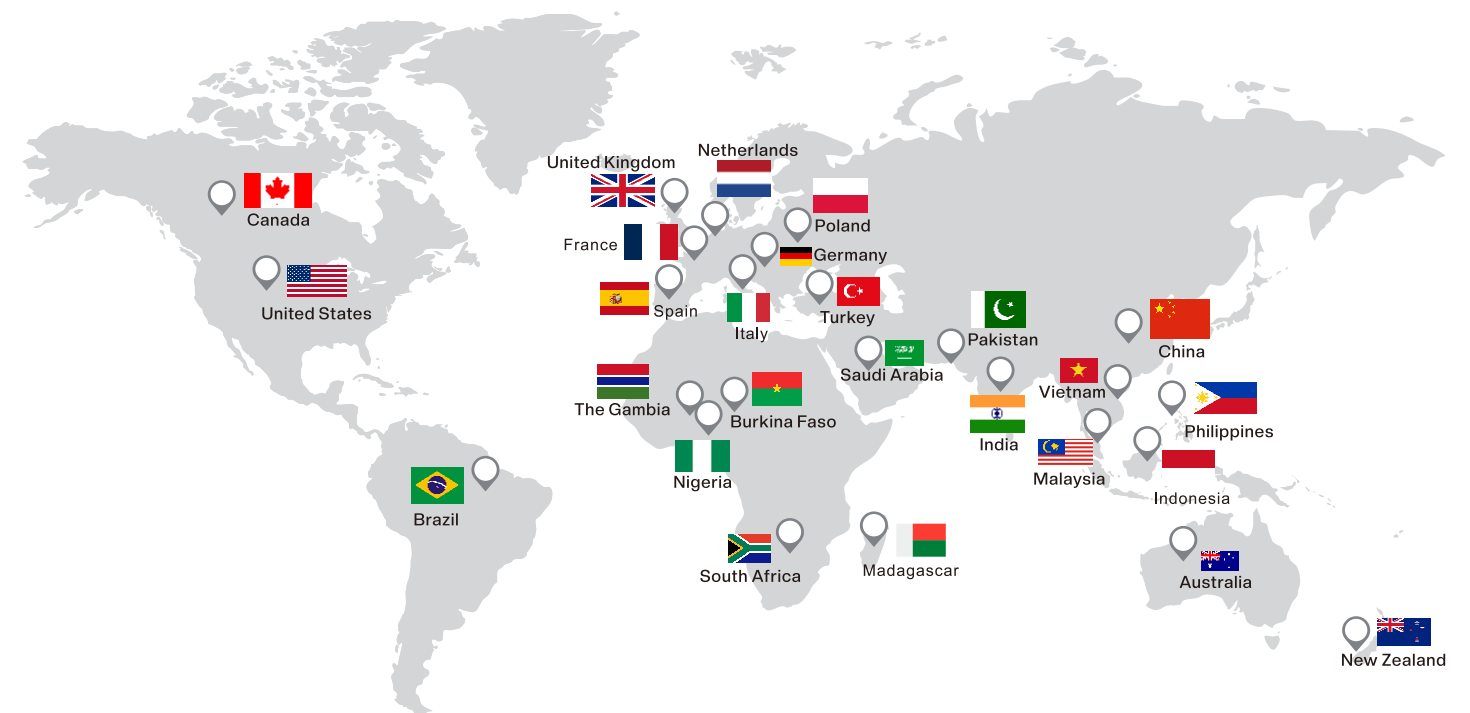 Netherlands
United Kingdom
Canada
Poland
France
Germany
United States
Spain
Italy
Turkey
Pakistan
China
Saudi Arabia
Vietnam
The Gambia
Burkina Faso
India
Philippines
Nigeria
Malaysia
Indonesia
Brazil
South Africa
Madagascar
Australia
New Zealand